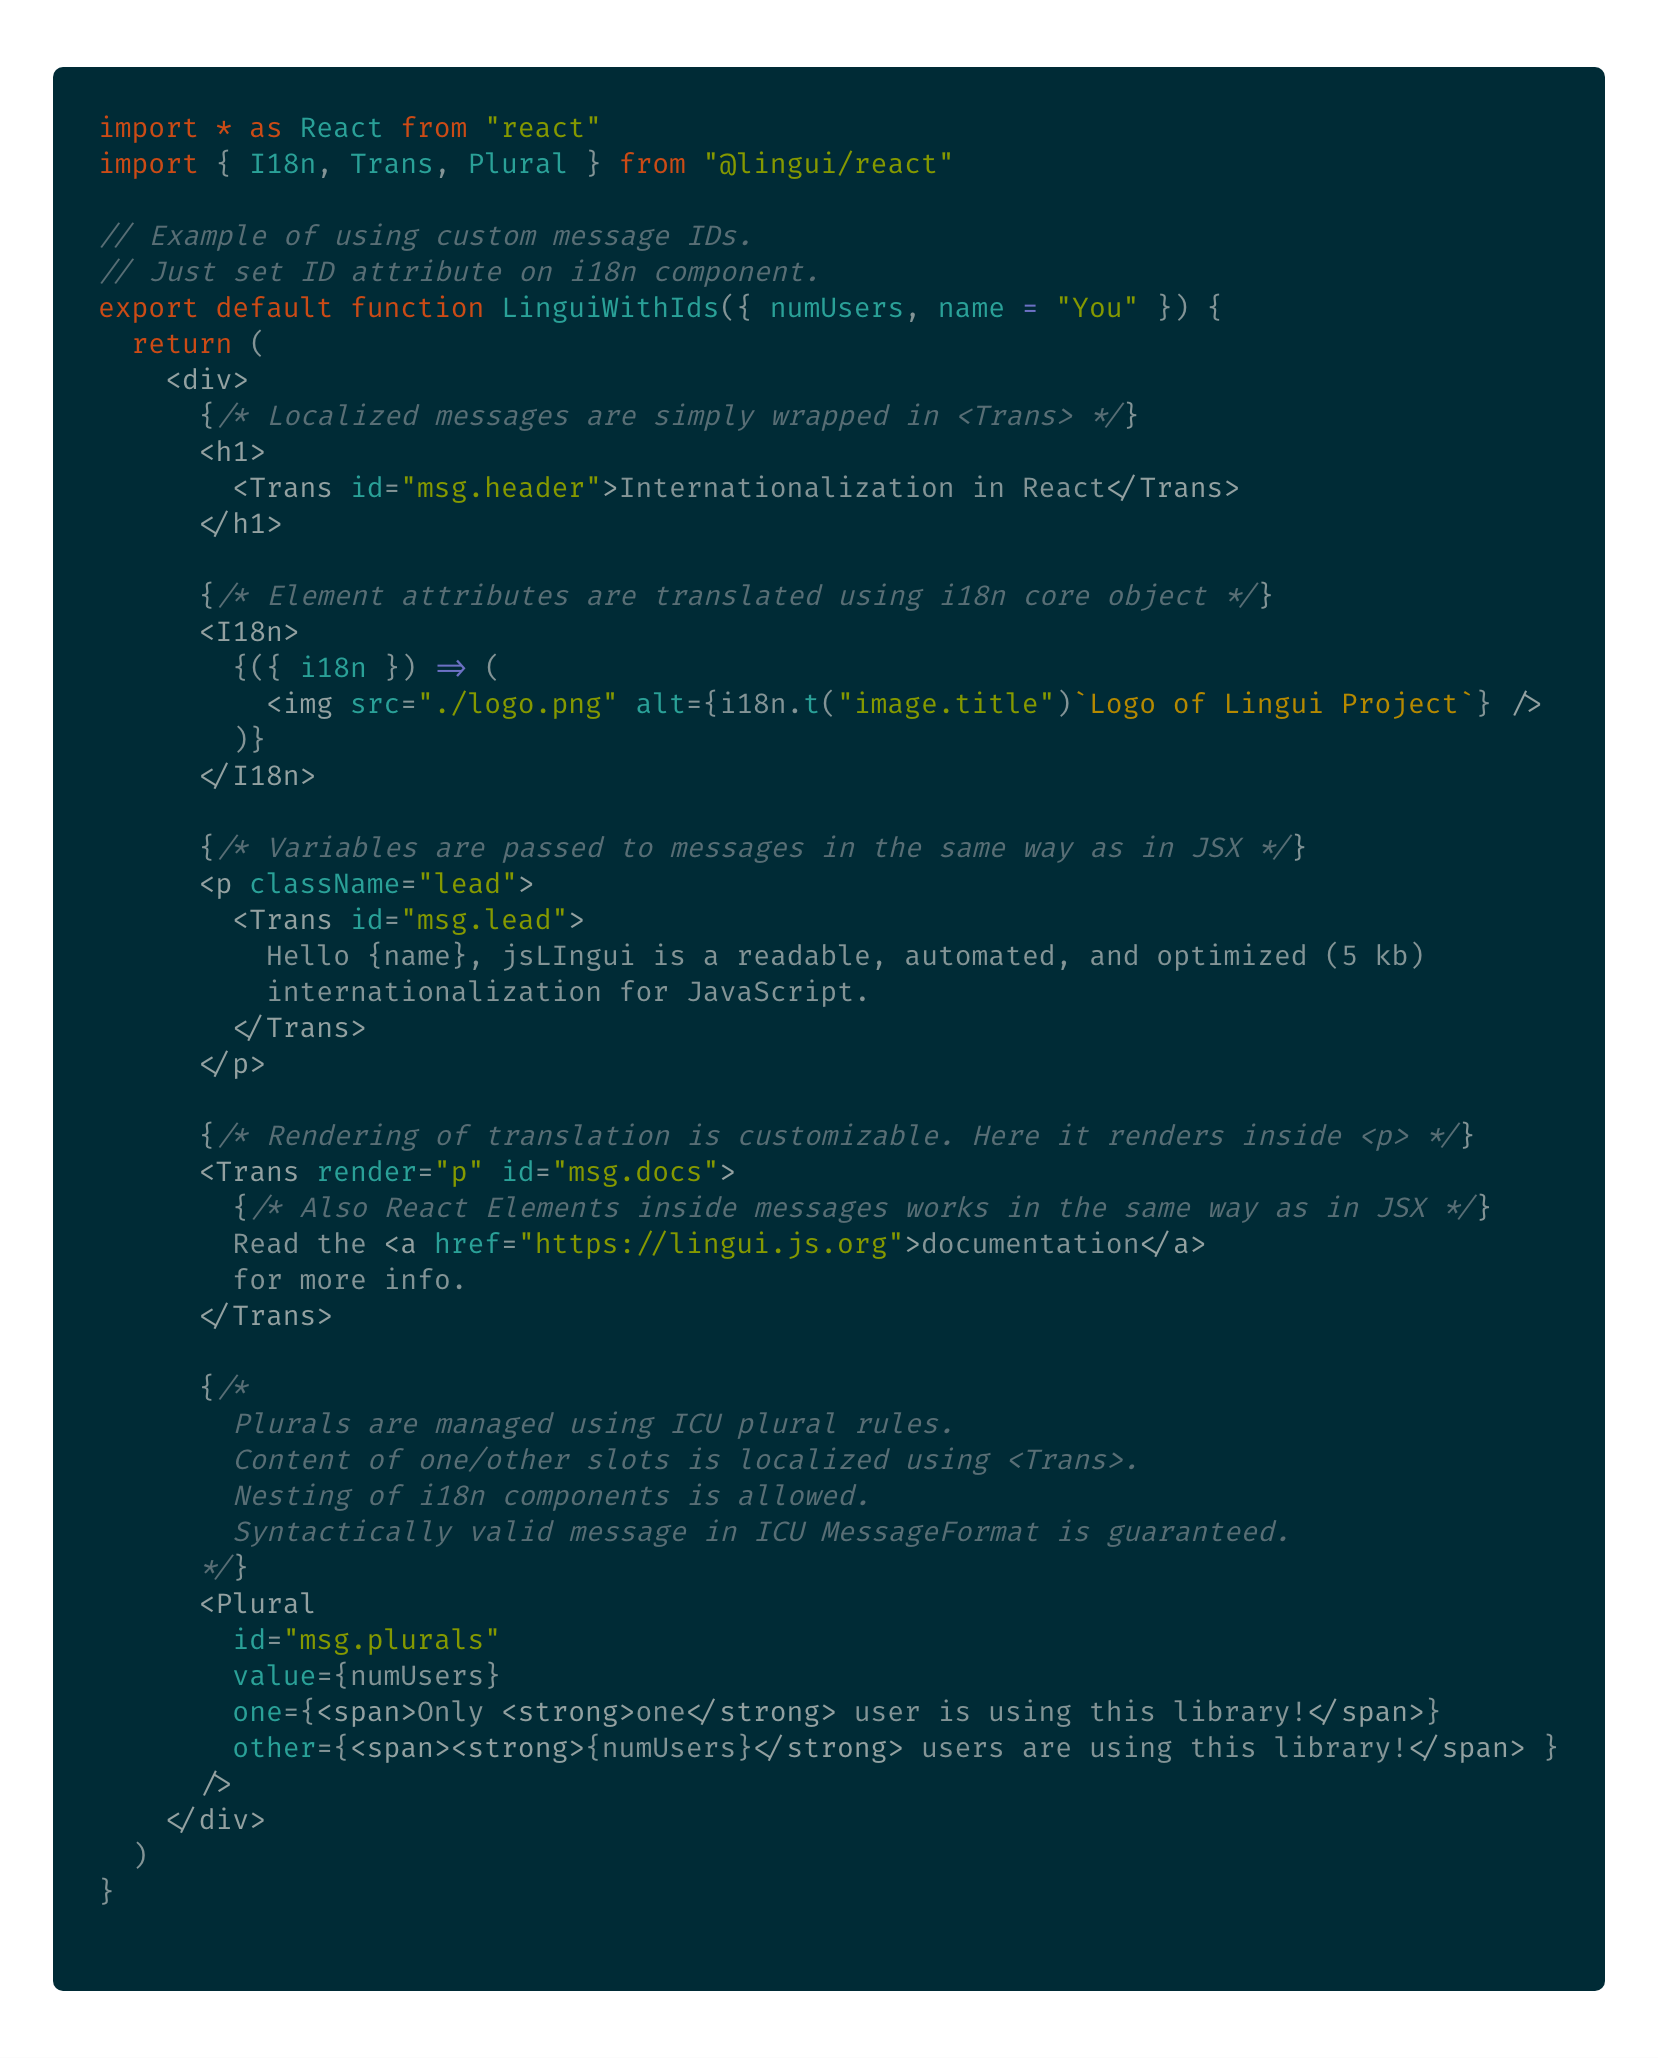 import * as React from "react"
import { I18n, Trans, Plural } from "@lingui/react"

// Example of using custom message IDs.
// Just set ID attribute on i18n component.
export default function LinguiWithIds({ numUsers, name = "You" }) {
  return (
    <div>
      {/* Localized messages are simply wrapped in <Trans> */}
      <h1>
        <Trans id="msg.header">Internationalization in React</Trans>
      </h1>

      {/* Element attributes are translated using i18n core object */}
      <I18n>
        {({ i18n }) => (
          <img src="./logo.png" alt={i18n.t("image.title")`Logo of Lingui Project`} />
        )}
      </I18n>

      {/* Variables are passed to messages in the same way as in JSX */}
      <p className="lead">
        <Trans id="msg.lead">
          Hello {name}, jsLIngui is a readable, automated, and optimized (5 kb)
          internationalization for JavaScript.
        </Trans>
      </p>

      {/* Rendering of translation is customizable. Here it renders inside <p> */}
      <Trans render="p" id="msg.docs">
        {/* Also React Elements inside messages works in the same way as in JSX */}
        Read the <a href="https://lingui.js.org">documentation</a>
        for more info.
      </Trans>

      {/*
        Plurals are managed using ICU plural rules.
        Content of one/other slots is localized using <Trans>.
        Nesting of i18n components is allowed.
        Syntactically valid message in ICU MessageFormat is guaranteed.
      */}
      <Plural
        id="msg.plurals"
        value={numUsers}
        one={<span>Only <strong>one</strong> user is using this library!</span>}
        other={<span><strong>{numUsers}</strong> users are using this library!</span> }
      />
    </div>
  )
}